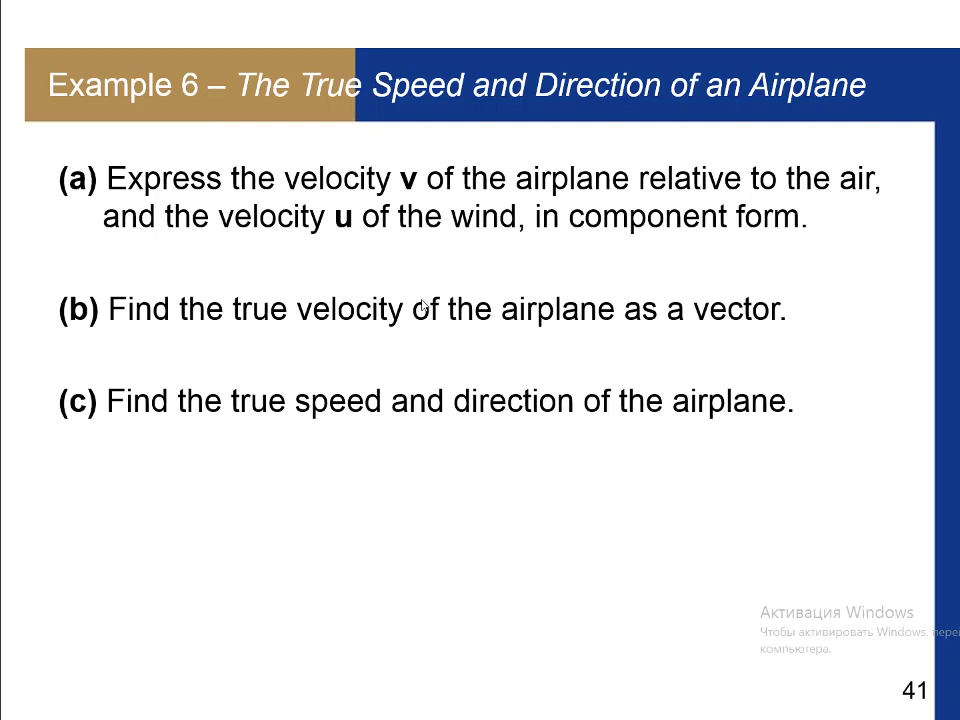 Example 6 – The True Speed and Direction of an Airplane
(a) Express the velocity v of the airplane relative to the air,
and the velocity u of the wind, in component form.
(b) Find the true velocity of the airplane as a vector.
(c) Find the true speed and direction of the airplane.
Активация Windows
Чтобы активировать Windows, пере
компьютера.
41